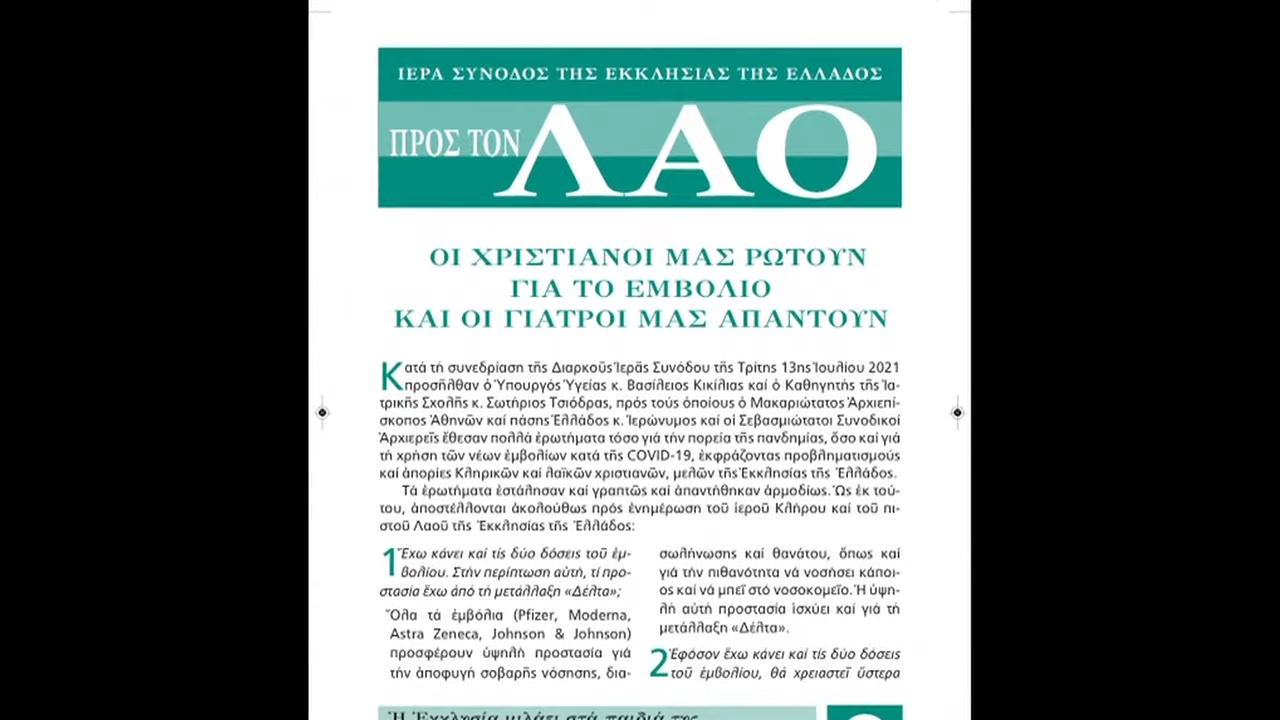 ΙΕΡΑ ΣΥΝΟΔΟΣ ΤΗΣ ΕΚΚΛΗΣΙΑΣ ΤΗΣ ΕΛΛΑΔΟΣ
ΠΡΟΣ ΤΟΝ ΛΑΟ
ΟΙ ΧΡΙΣΤΙΑΝΟΙ ΜΑΣ ΡΩΤΟΥΝ
ΓΙΑ ΤΟ ΕΜΒΟΛΙΟ
ΚΑΙ ΟΙ ΓΙΑΤΡΟΙ ΜΑΣ ΑΠΑΝΤΟΥΝ
Κατά τή συνεδρίαση τῆς Διαρκοῦς Ἱερᾶς Συνόδου τῆς Τρίτης 13ης Ἰουλίου 2021
προσῆλθαν ὁ Ὑπουργός Ὑγείας κ. Βασίλειος Κικίλιας καί ὁ Καθηγητής τῆς Ἰα-
τρικῆς Σχολῆς κ. Σωτήριος Τσιόδρας, πρός τούς ὁποίους ὁ Μακαριώτατος Ἀρχιεπί-
σκοπος Ἀθηνῶν καί πάσης Ἑλλάδος κ. Ἱερώνυμος καί οἱ Σεβασμιώτατοι Συνοδικοί
Ἀρχιερεῖς ἔθεσαν πολλά ἐρωτήματα τόσο γιά τήν πορεία τῆς πανδημίας, ὅσο καί γιά
τή χρήση τῶν νέων ἐμβολίων κατά τῆς COVID-19, ἐκφράζοντας προβληματισμούς
καί ἀπορίες Κληρικῶν καί λαϊκῶν χριστιανῶν, μελῶν τῆς Ἐκκλησίας τῆς Ἑλλάδος.
Τά ἐρωτήματα ἐστάλησαν καί γραπτῶς καί ἀπαντήθηκαν ἁρμοδίως. Ὡς ἐκ τού-
του, ἀποστέλλονται ἀκολούθως πρός ἐνημέρωση τοῦ ἱεροῦ Κλήρου καί τοῦ πι-
στοῦ Λαοῦ τῆς Ἐκκλησίας τῆς Ἑλλάδος:
1 Ἔχω κάνει καί τίς δύο δόσεις τοῦ ἐμ-
βολίου. Στήν περίπτωση αὐτή, τί προ-
στασία ἔχω ἀπό τή μετάλλαξη «Δέλτα»;
Ὅλα τά ἐμβόλια (Pfizer, Moderna,
Astra Zeneca, Johnson & Johnson)
προσφέρουν ὑψηλή προστασία γιά
τήν ἀποφυγή σοβαρῆς νόσησης, δια-
σωλήνωσης καί θανάτου, ὅπως καί
γιά τήν πιθανότητα νά νοσήσει κάποι-
ος καί νά μπεῖ στό νοσοκομεῖο. Ἡ ὑψη-
λή αὐτή προστασία ἰσχύει καί γιά τή
μετάλλαξη «Δέλτα».
2 Ἐφόσον ἔχω κάνει καί τίς δύο δόσεις
τοῦ ἐμβολίου, θά χρειαστεῖ ὕστερα
Ἡ Ἐκκλησία μιλάει στά παιδιά της